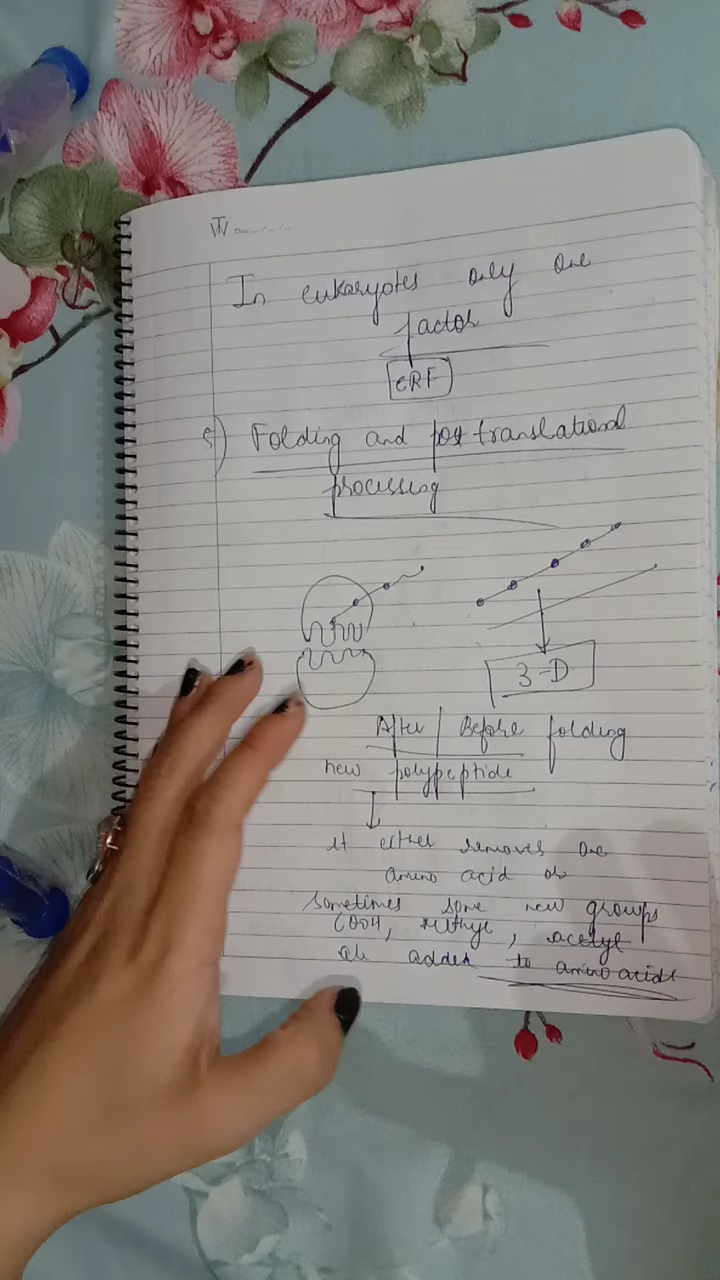 In eukaryotes only one
factor
eRF
5) Folding and post translational
processing
3-D
After / Before folding
new polypeptide
it either removes one
amino acid or
Sometimes some new groups
COOH, Methyl, acetyl
are added to amino acids